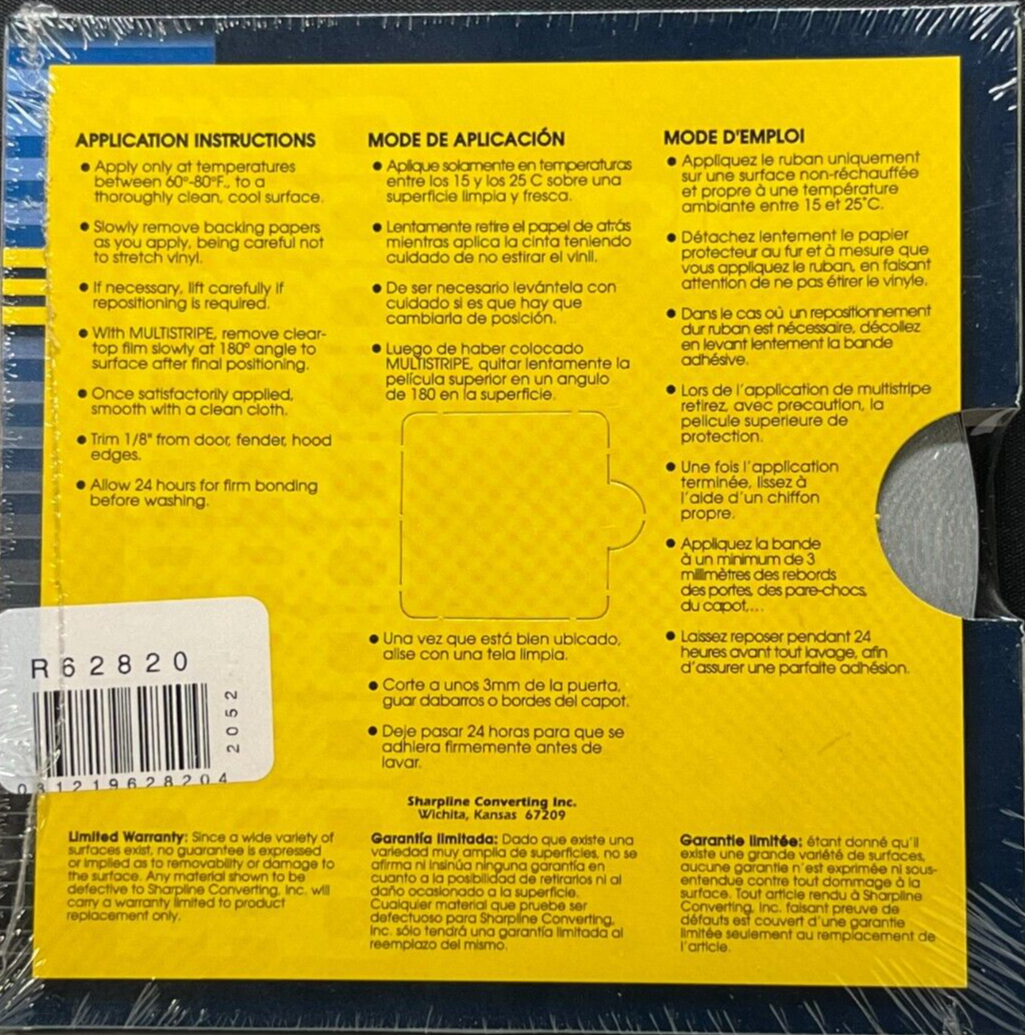 APPLICATION INSTRUCTIONS
• Apply only at temperatures
between 60°-80°F., to a
thoroughly clean, cool surface.
• Slowly remove backing papers
as you apply, being careful not
to stretch vinyl.
• If necessary, lift carefully if
repositioning is required.
• With MULTISTRIPE, remove clear-
top film slowly at 180° angle to
surface after final positioning.
• Once satisfactorily applied,
smooth with a clean cloth.
• Trim 1/8" from door, fender, hood
edges.
• Allow 24 hours for firm bonding
before washing.
MODE DE APLICACIÓN
• Aplique solamente en temperaturas
entre los 15 y los 25 C sobre una
superficie limpia y fresca.
• Lentamente retire el papel de atrás
mientras aplica la cinta teniendo
cuidado de no estirar el vinil.
• De ser necesario levántela con
cuidado si es que hay que
cambiarla de posición.
• Luego de haber colocado
MULTISTRIPE, quitar lentamente la
película superior en un angulo
de 180 en la superficie.
• Una vez que está bien ubicado,
alise con una tela limpia.
• Corte a unos 3mm de la puerta,
guar dabarros o bordes del capot.
• Deje pasar 24 horas para que se
adhiera firmemente antes de
lavar.
MODE D'EMPLOI
• Appliquez le ruban uniquement
sur une surface non-réchauffée
et propre à une température
ambiante entre 15 et 25°C.
• Détachez lentement le papier
protecteur au fur et à mesure que
vous appliquez le ruban, en faisant
attention de ne pas étirer le vinyle.
• Dans le cas où un repositionnement
dur ruban est nécessaire, décollez
en levant lentement la bande
adhésive.
• Lors de l'application de multistripe
retirez, avec precaution, la
pelicule superieure de
protection.
• Une fois l'application
terminée, lissez à
l'aide d'un chiffon
propre.
• Appliquez la bande
à un minimum de 3
millimètres des rebords
des portes, des pare-chocs,
du capot,...
• Laissez reposer pendant 24
heures avant tout lavage, afin
d'assurer une parfaite adhésion.
R62820
2052
031219628204
Sharpline Converting Inc.
Wichita, Kansas 67209
Limited Warranty: Since a wide variety of
surfaces exist, no guarantee is expressed
or implied as to removability or damage to
the surface. Any material shown to be
defective to Sharpline Converting, Inc. will
carry a warranty limited to product
replacement only.
Garantía limitada: Dado que existe una
variedad muy amplia de superficies, no se
afirma ni insinúa ninguna garantía en
cuanto a la posibilidad de retirarlos ni al
daño ocasionado a la superficie.
Cualquier material que pruebe ser
defectuoso para Sharpline Converting,
Inc. sólo tendrá una garantía limitada al
reemplazo del mismo.
Garantie limitée: étant donné qu'il
existe une grande variété de surfaces,
aucune garantie n'est exprimée ni sous-
entendue contre tout dommage à la
surface. Tout article rendu à Sharpline
Converting, Inc. faisant preuve de
défauts est couvert d'une garantie
limitée seulement au remplacement de
l'article.